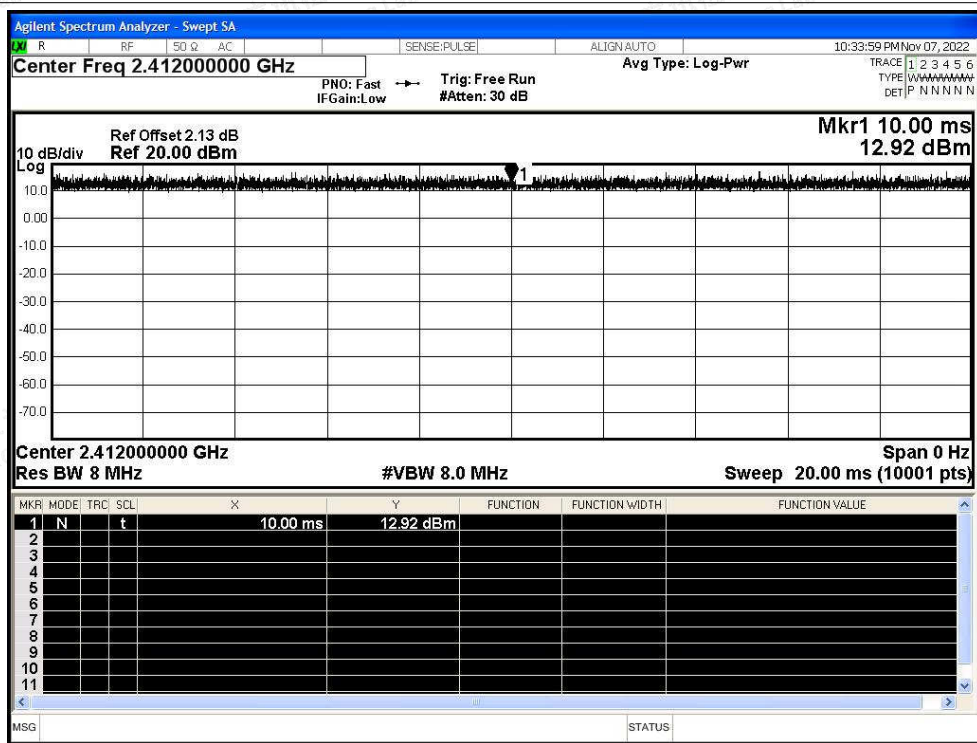 Agilent Spectrum Analyzer - Swept SA
LXI R RF 50 Ω AC SENSE:PULSE ALIGN AUTO 10:33:59 PM Nov 07, 2022
Center Freq 2.412000000 GHz Avg Type: Log-Pwr TRACE 1 2 3 4 5 6
PNO: Fast Trig: Free Run TYPE WWWWWW
IFGain:Low #Atten: 30 dB DET P N N N N N
Mkr1 10.00 ms
Ref Offset 2.13 dB
10 dB/div Ref 20.00 dBm 12.92 dBm
Log
1
10.0
0.00
-10.0
-20.0
-30.0
-40.0
-50.0
-60.0
-70.0
Center 2.412000000 GHz Span 0 Hz
Res BW 8 MHz #VBW 8.0 MHz Sweep 20.00 ms (10001 pts)
MKR MODE TRC SCL X Y FUNCTION FUNCTION WIDTH FUNCTION VALUE
1 N t 10.00 ms 12.92 dBm
2
3
4
5
6
7
8
9
10
11
MSG STATUS